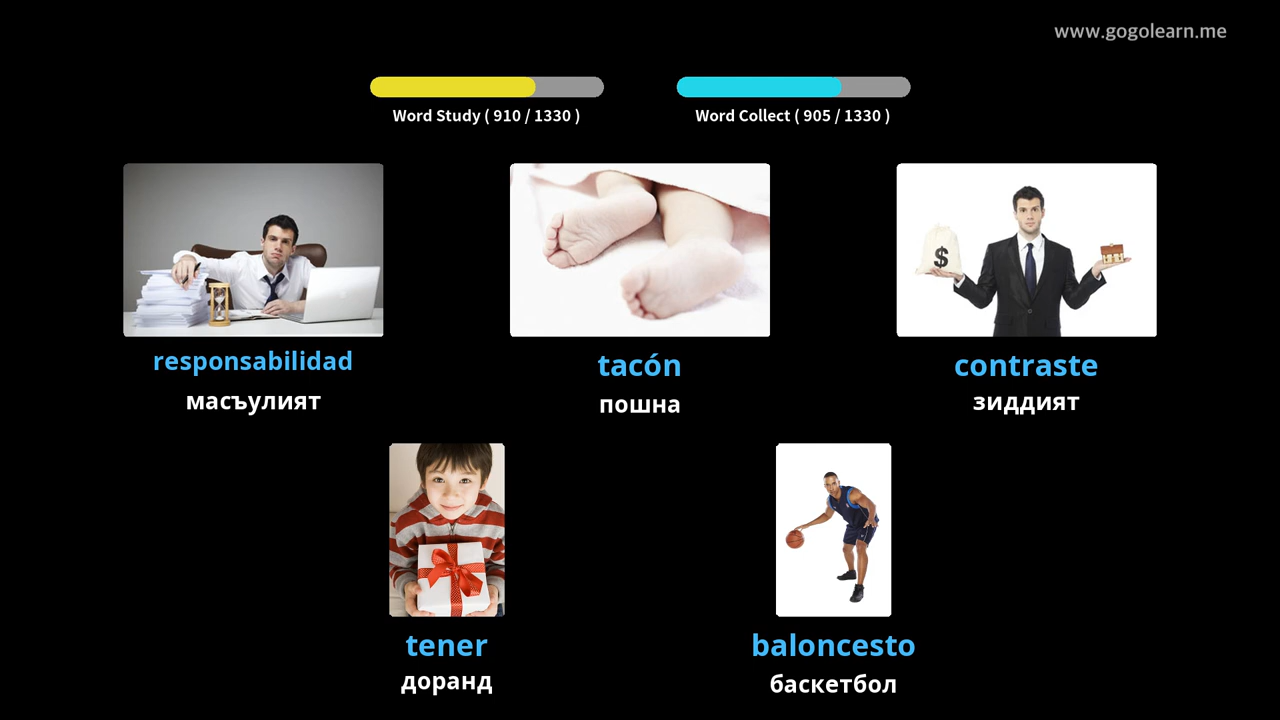 www.gogolearn.me
Word Study ( 910 / 1330 )
Word Collect ( 905 / 1330 )
responsabilidad
масъулият
tacón
пошна
contraste
зиддият
tener
доранд
baloncesto
баскетбол